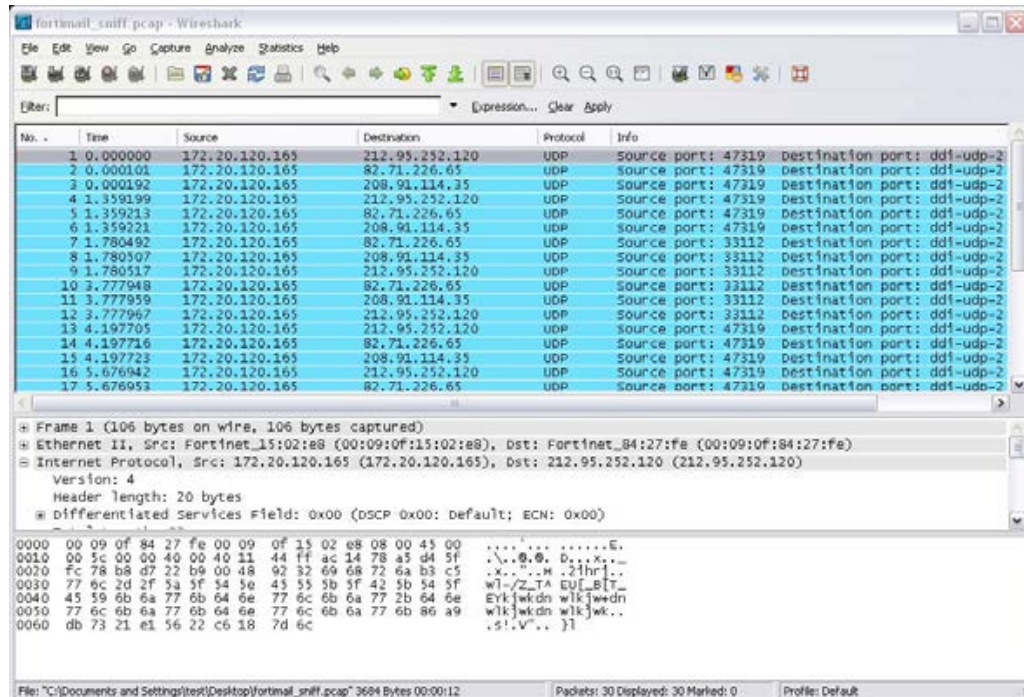 fortimail_sniff.pcap - Wireshark
File Edit View Go Capture Analyze Statistics Help
Filter: Expression... Clear Apply
No. . Time Source Destination Protocol Info
1 0.000000 172.20.120.165 212.95.252.120 UDP Source port: 47319 Destination port: ddi-udp-2
2 0.000101 172.20.120.165 82.71.226.65 UDP Source port: 47319 Destination port: ddi-udp-2
3 0.000192 172.20.120.165 208.91.114.35 UDP Source port: 47319 Destination port: ddi-udp-2
4 1.359199 172.20.120.165 212.95.252.120 UDP Source port: 47319 Destination port: ddi-udp-2
5 1.359213 172.20.120.165 82.71.226.65 UDP Source port: 47319 Destination port: ddi-udp-2
6 1.359221 172.20.120.165 208.91.114.35 UDP Source port: 47319 Destination port: ddi-udp-2
7 1.780492 172.20.120.165 82.71.226.65 UDP Source port: 33112 Destination port: ddi-udp-2
8 1.780507 172.20.120.165 208.91.114.35 UDP Source port: 33112 Destination port: ddi-udp-2
9 1.780517 172.20.120.165 212.95.252.120 UDP Source port: 33112 Destination port: ddi-udp-2
10 3.777948 172.20.120.165 82.71.226.65 UDP Source port: 33112 Destination port: ddi-udp-2
11 3.777959 172.20.120.165 208.91.114.35 UDP Source port: 33112 Destination port: ddi-udp-2
12 3.777967 172.20.120.165 212.95.252.120 UDP Source port: 33112 Destination port: ddi-udp-2
13 4.197705 172.20.120.165 212.95.252.120 UDP Source port: 47319 Destination port: ddi-udp-2
14 4.197716 172.20.120.165 82.71.226.65 UDP Source port: 47319 Destination port: ddi-udp-2
15 4.197723 172.20.120.165 208.91.114.35 UDP Source port: 47319 Destination port: ddi-udp-2
16 5.676942 172.20.120.165 212.95.252.120 UDP Source port: 47319 Destination port: ddi-udp-2
17 5.676953 172.20.120.165 82.71.226.65 UDP Source port: 47319 Destination port: ddi-udp-2
Frame 1 (106 bytes on wire, 106 bytes captured)
Ethernet II, Src: Fortinet_15:02:e8 (00:09:0f:15:02:e8), Dst: Fortinet_84:27:fe (00:09:0f:84:27:fe)
Internet Protocol, Src: 172.20.120.165 (172.20.120.165), Dst: 212.95.252.120 (212.95.252.120)
Version: 4
Header length: 20 bytes
Differentiated Services Field: 0x00 (DSCP 0x00: Default; ECN: 0x00)
0000 00 09 0f 84 27 fe 00 09 0f 15 02 e8 08 00 45 00 ....'... ......E.
0010 00 5c 00 00 40 00 40 11 44 ff ac 14 78 a5 d4 5f .\..@.@. D...x.._
0020 fc 78 b8 d7 22 b9 00 48 92 32 69 68 72 6a b3 c5 .x.."..H .2ihrj..
0030 77 6c 2d 2f 5a 5f 54 5e 45 55 5b 5f 42 5b 54 5f wl-/Z_T^ EU[_B[T_
0040 45 59 6b 6a 77 6b 64 6e 77 6c 6b 6a 77 2b 64 6e EYkjwkdn wlkjw+dn
0050 77 6c 6b 6a 77 6b 64 6e 77 6c 6b 6a 77 6b 86 a9 wlkjwkdn wlkjwk..
0060 db 73 21 e1 56 22 c6 18 7d 6c .s!.V".. }l
File: "C:\Documents and Settings\test\Desktop\fortimail_sniff.pcap" 3684 Bytes 00:00:12 Packets: 30 Displayed: 30 Marked: 0 Profile: Default